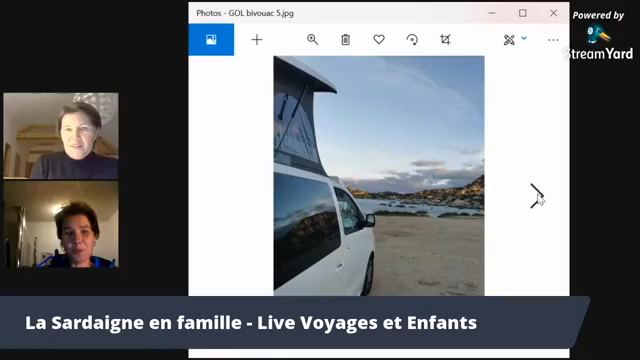 Photos - GOL bivouac 5.jpg
Powered by
StreamYard
La Sardaigne en famille - Live Voyages et Enfants